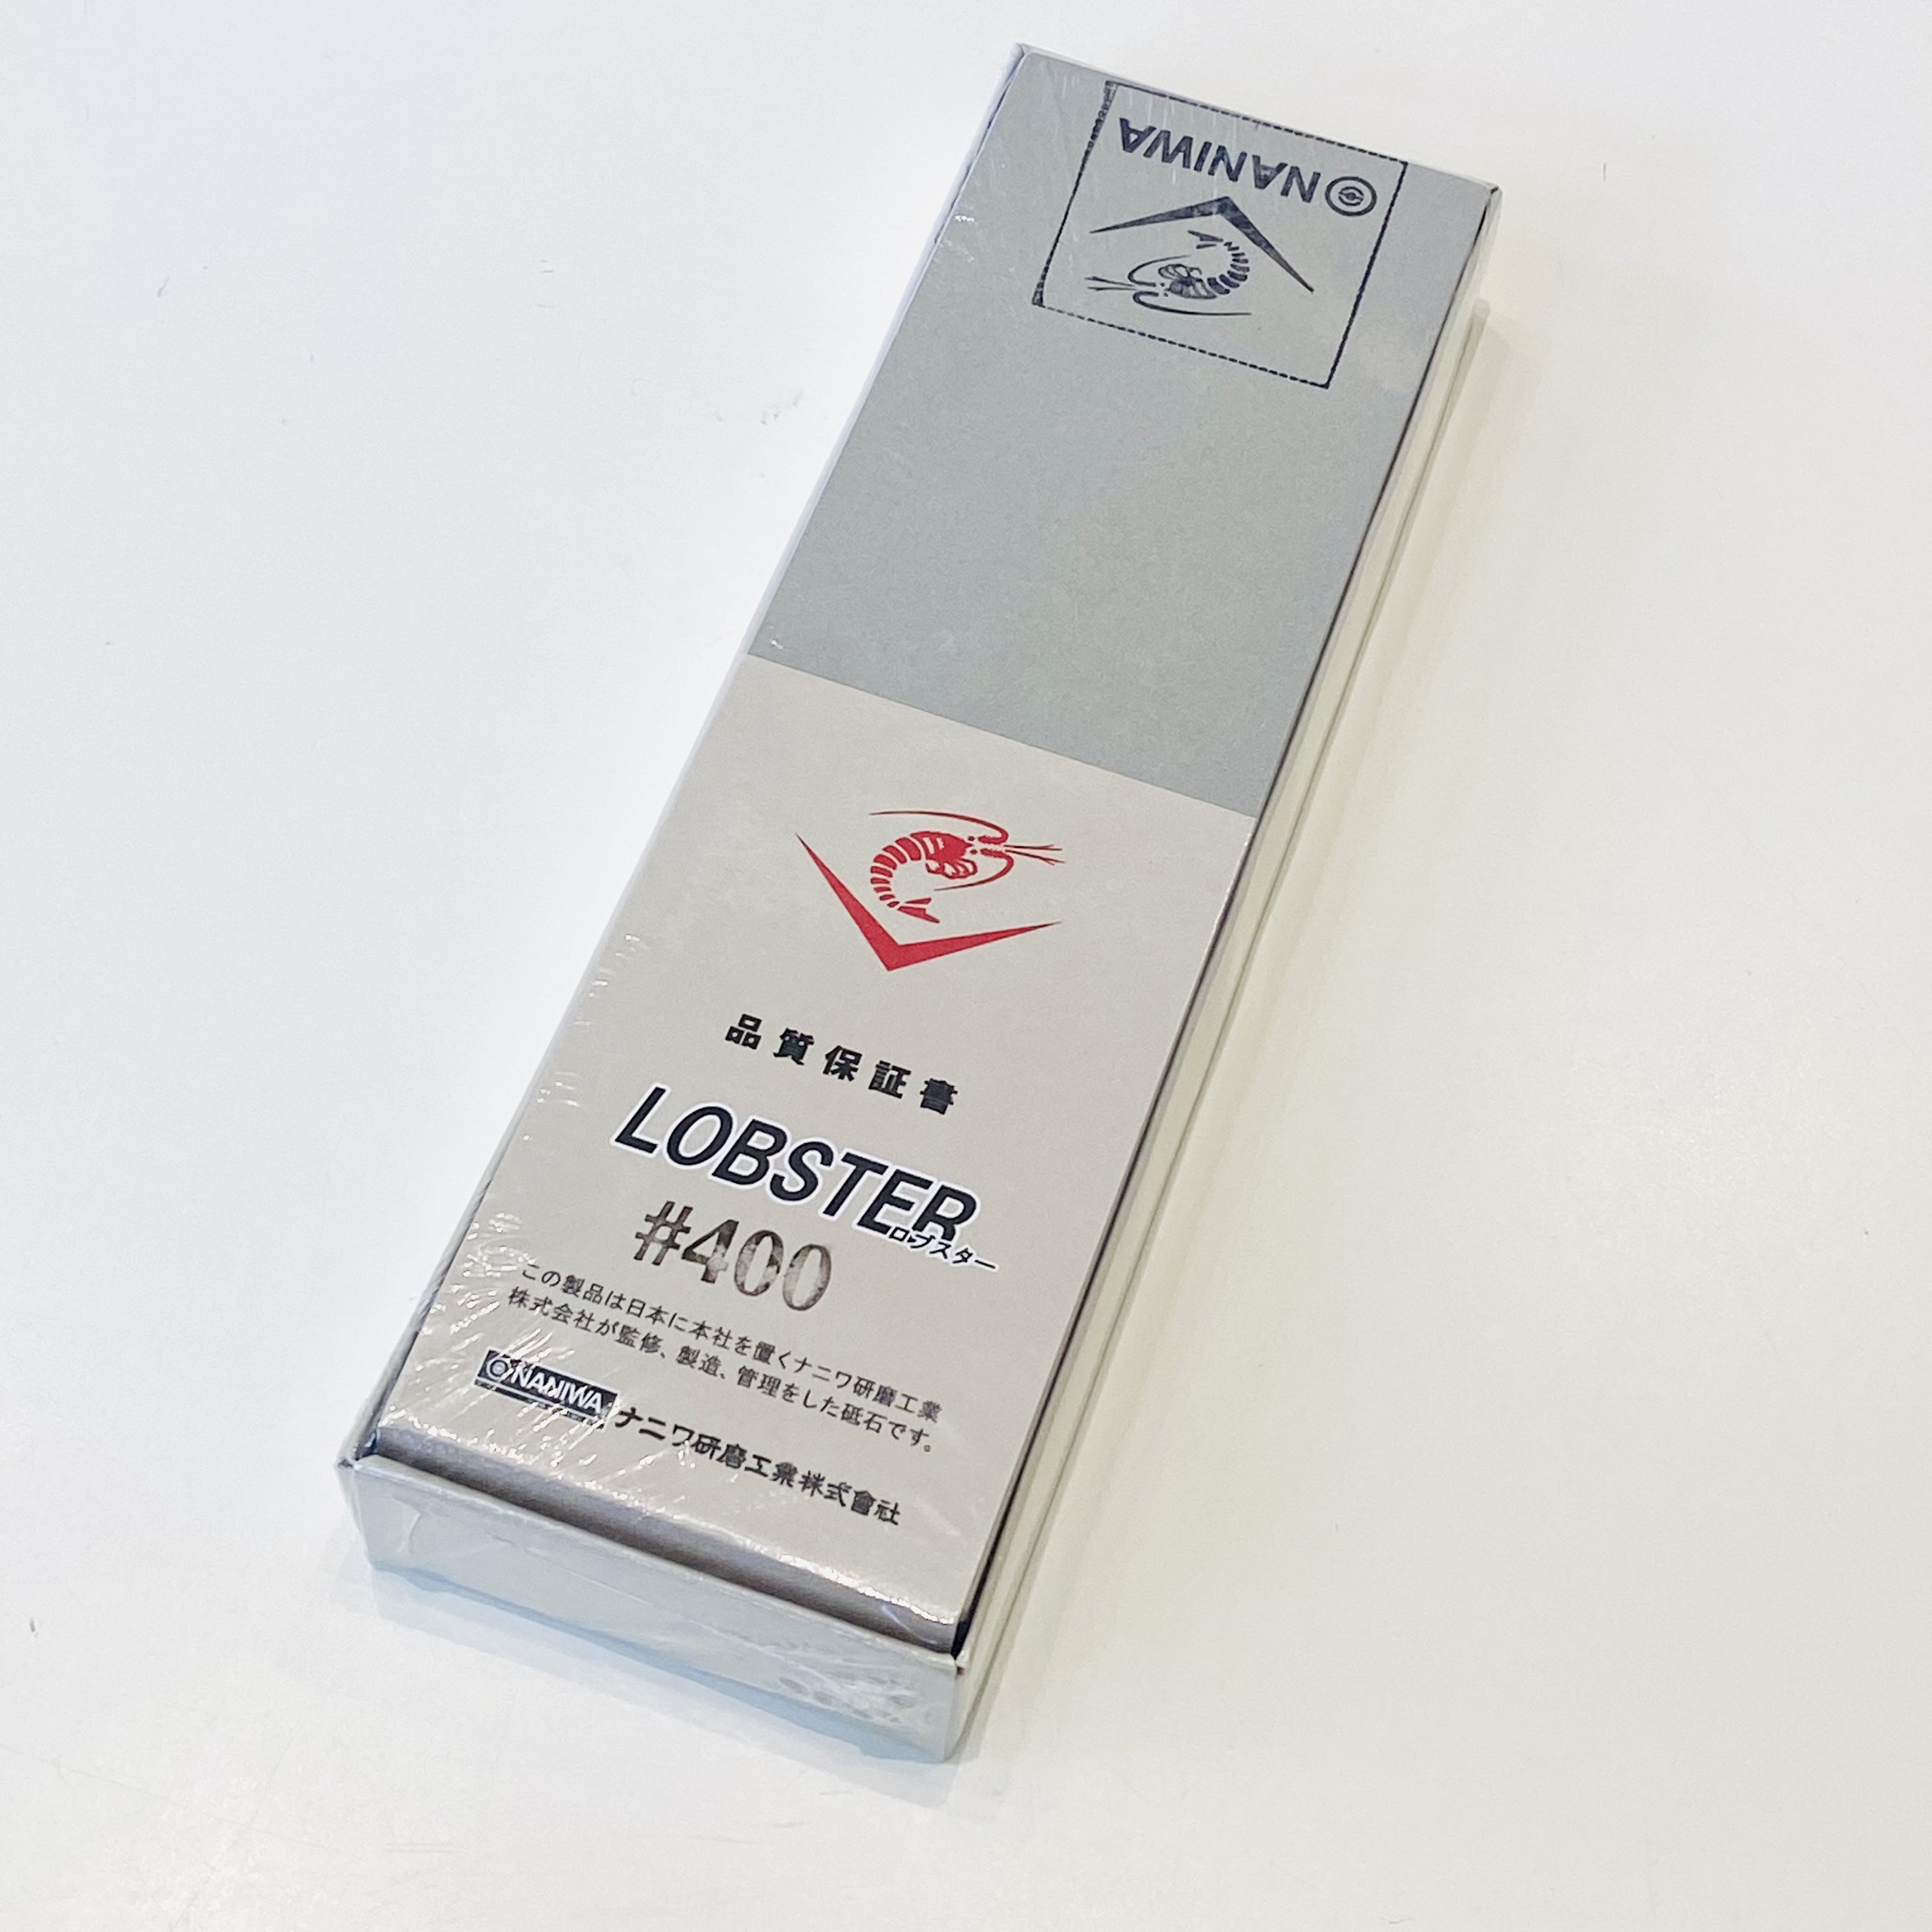 NANIWA
品質保証書
LOBSTER
ロブスター
#400
この製品は日本に本社を置くナニワ研磨工業
株式会社が監修、製造、管理をした砥石です。
NANIWA ナニワ研磨工業株式會社